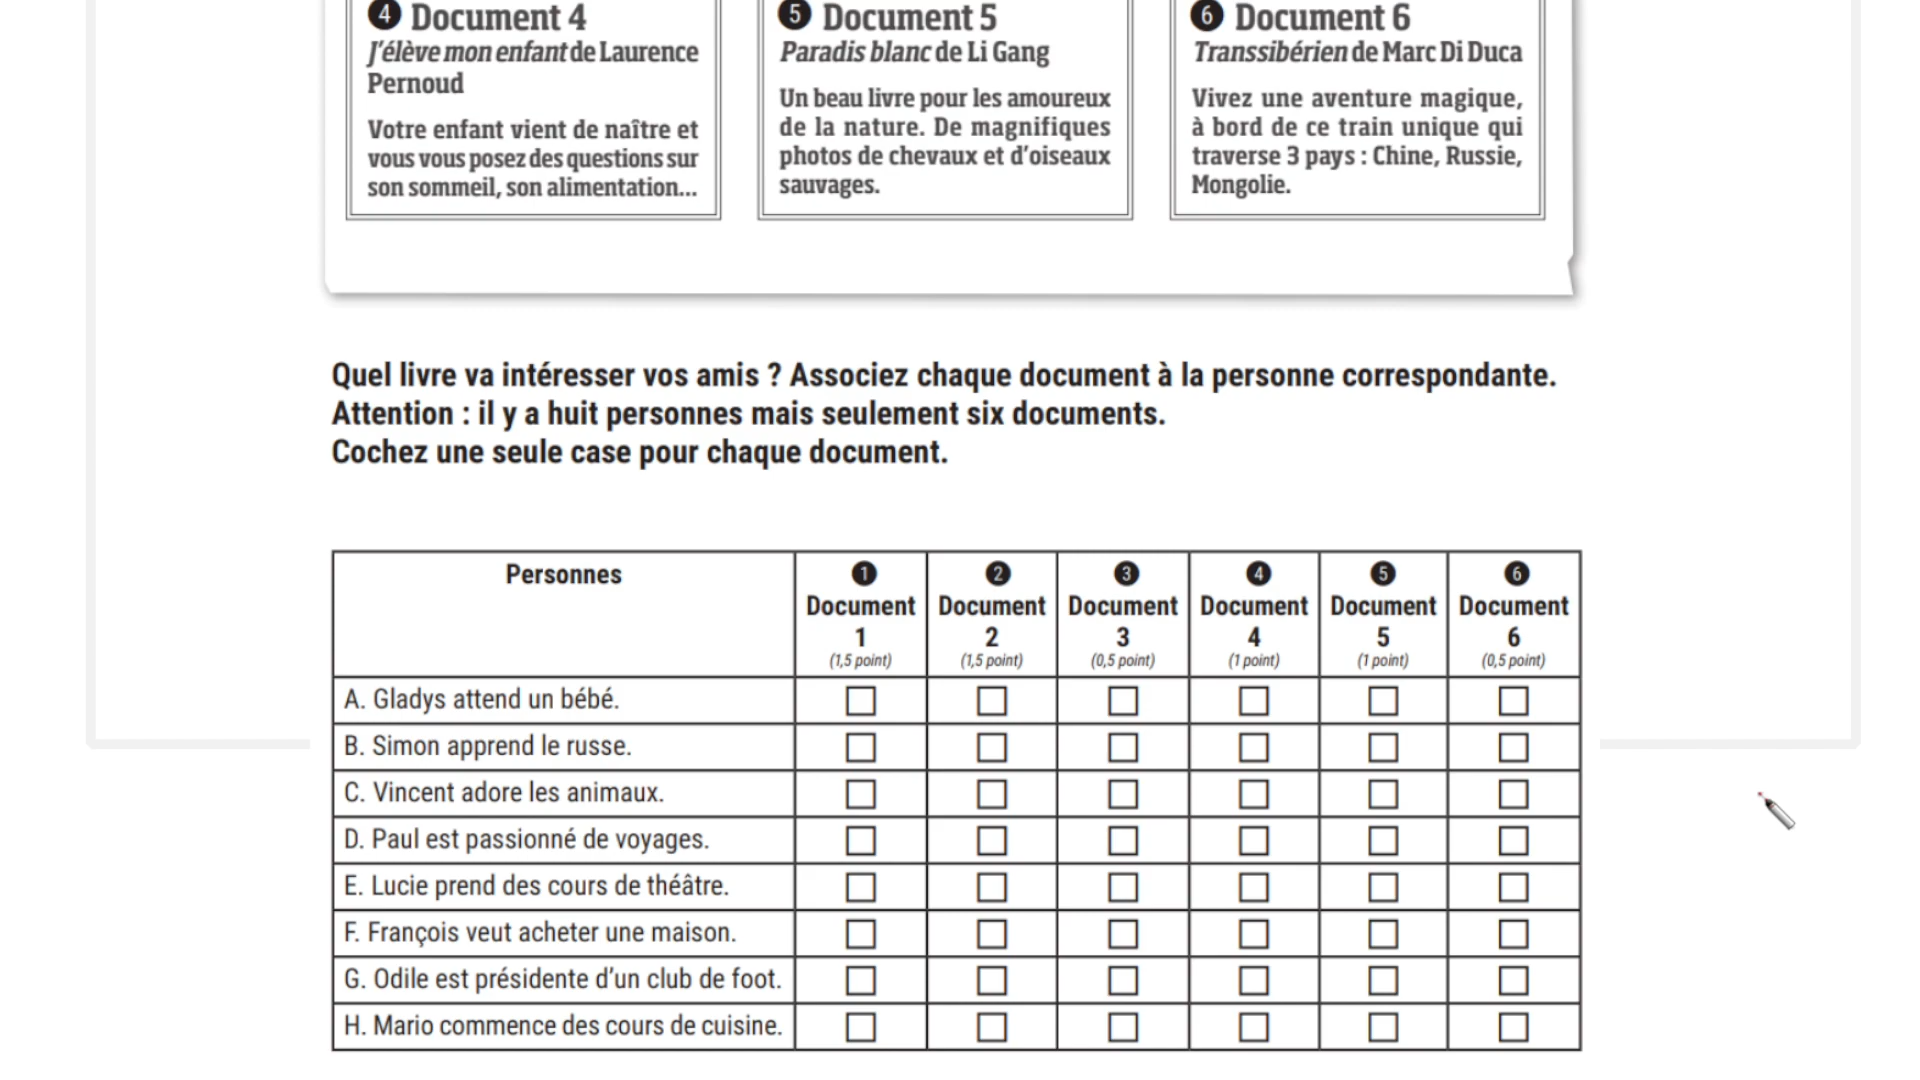 4 Document 4
J'élève mon enfant de Laurence
Pernoud
Votre enfant vient de naître et
vous vous posez des questions sur
son sommeil, son alimentation...
5 Document 5
Paradis blanc de Li Gang
Un beau livre pour les amoureux
de la nature. De magnifiques
photos de chevaux et d'oiseaux
sauvages.
6 Document 6
Transsibérien de Marc Di Duca
Vivez une aventure magique,
à bord de ce train unique qui
traverse 3 pays : Chine, Russie,
Mongolie.
Quel livre va intéresser vos amis ? Associez chaque document à la personne correspondante.
Attention : il y a huit personnes mais seulement six documents.
Cochez une seule case pour chaque document.
Personnes
1
Document
1
(1,5 point)
2
Document
2
(1,5 point)
3
Document
3
(0,5 point)
4
Document
4
(1 point)
5
Document
5
(1 point)
6
Document
6
(0,5 point)
A. Gladys attend un bébé.
B. Simon apprend le russe.
C. Vincent adore les animaux.
D. Paul est passionné de voyages.
E. Lucie prend des cours de théâtre.
F. François veut acheter une maison.
G. Odile est présidente d'un club de foot.
H. Mario commence des cours de cuisine.